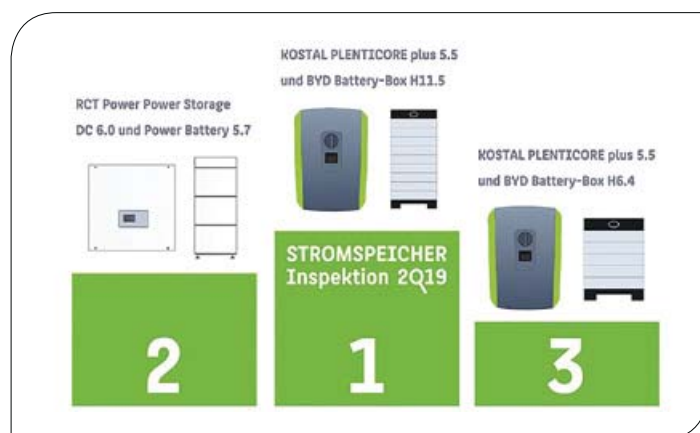 KOSTAL PLENTICORE plus 5.5
und BYD Battery-Box H11.5
RCT Power Power Storage
DC 6.0 und Power Battery 5.7
KOSTAL PLENTICORE plus 5.5
und BYD Battery-Box H6.4
STROMSPEICHER
Inspektion 2019
2
1
3